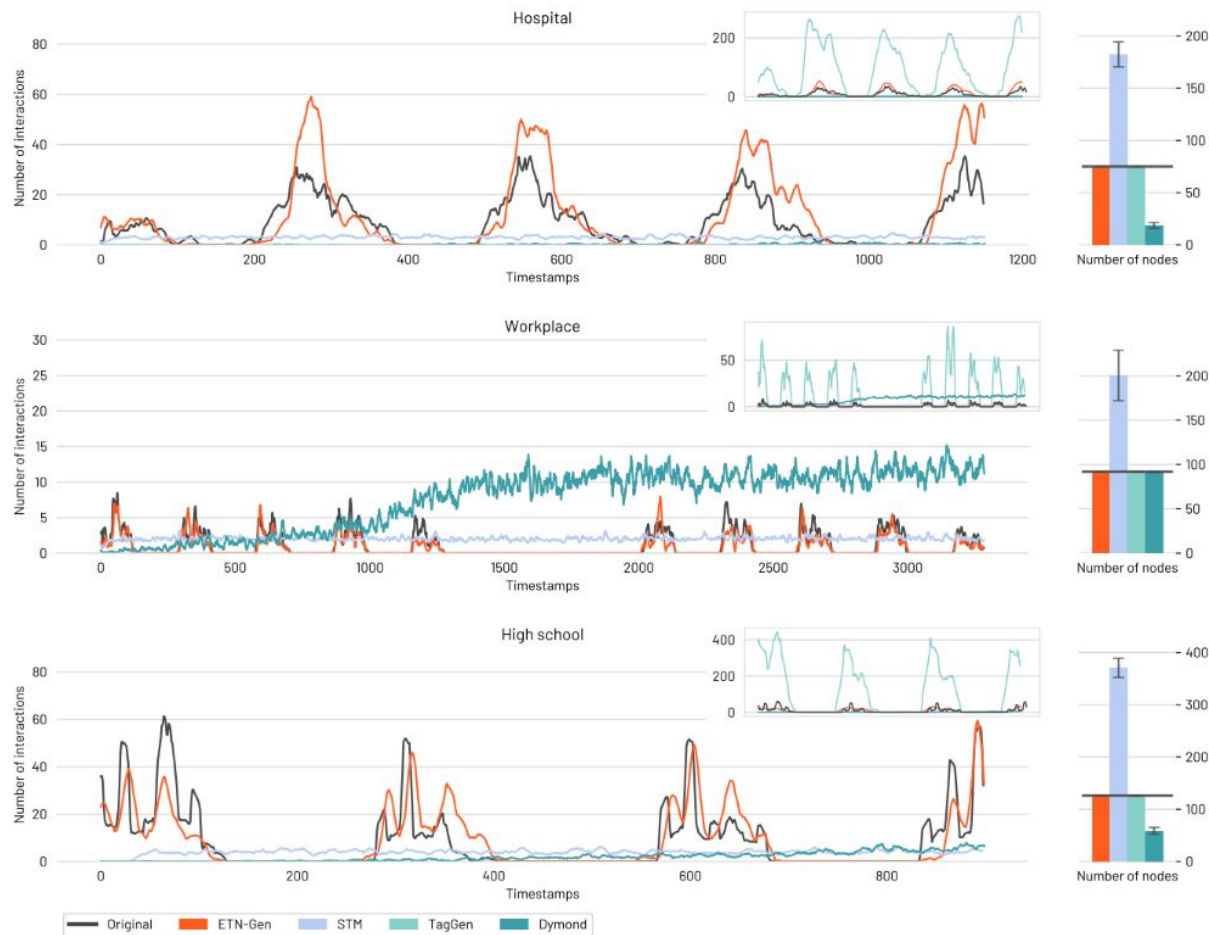 Hospital
Number of interactions
80
60
40
20
0
0 200 400 600 800 1000 1200
Timestamps
200
0
200
150
100
50
0
Number of nodes
Workplace
Number of interactions
30
25
20
15
10
5
0
0 500 1000 1500 2000 2500 3000
Timestamps
50
0
200
150
100
50
0
Number of nodes
High school
Number of interactions
80
60
40
20
0
0 200 400 600 800
Timestamps
400
200
0
400
300
200
100
0
Number of nodes
Original ETN-Gen STM TagGen Dymond